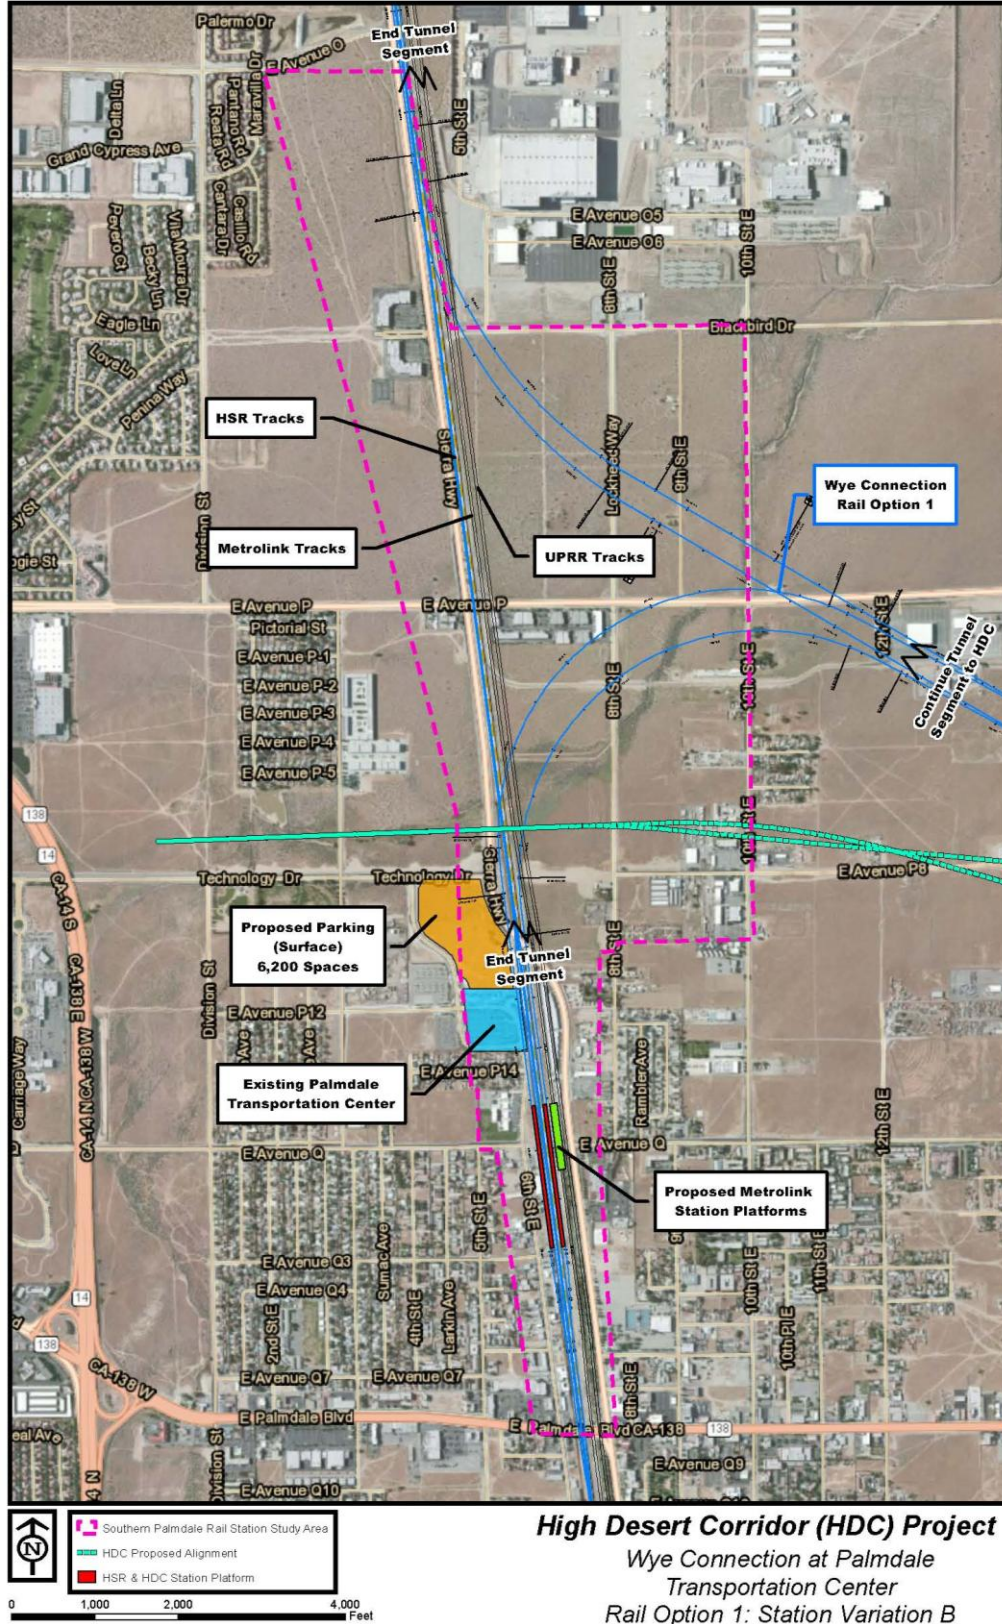 Palermo Dr
E Avenue O
End Tunnel
Segment
Delta Ln
Maravilla Dr
Pantano Rd
Reata Rd
5th St E
Grand Cypress Ave
Casillo Rd
Cantara Dr
Vita Moura Dr
Becky Ln
Pevero Ct
E Avenue O5
E Avenue O6
10th St E
8th St E
Eagle Ln
Blackbird Dr
Love Ln
Penina Way
HSR Tracks
Sierra Hwy
Lockheed Way
9th St E
Wye Connection
Rail Option 1
Division St
Metrolink Tracks
UPRR Tracks
ogie St
E Avenue P
E Avenue P
Pictorial St
12th St E
E Avenue P-1
E Avenue P-2
8th St E
10th St E
Continue Tunnel
Segment to HDC
E Avenue P-3
E Avenue P-4
E Avenue P-5
138
14
10th St E
CA-14 S
Sierra Hwy
Technology Dr
Technology Dr
E Avenue P8
Proposed Parking
(Surface)
6,200 Spaces
8th St E
End Tunnel
Segment
CA-138 E
Division St
E Avenue P12
CA-14 N CA-138 W
Carriage Way
Existing Palmdale
Transportation Center
E Avenue P14
Rambler Ave
12th St E
E Avenue Q
E Avenue Q
Proposed Metrolink
Station Platforms
6th St E
5th St E
E Avenue Q3
Sumac Ave
10th St E
11th St E
E Avenue Q4
14
2nd St E
4th St E
Larkin Ave
10th Pl E
138
CA-138 W
E Avenue Q7
E Avenue Q7
8th St E
E Palmdale Blvd
E Palmdale Blvd CA-138
138
eal Ave
Division St
E Avenue Q9
E Avenue Q10
N
Southern Palmdale Rail Station Study Area
HDC Proposed Alignment
HSR & HDC Station Platform
0 1,000 2,000 4,000
Feet
High Desert Corridor (HDC) Project
Wye Connection at Palmdale
Transportation Center
Rail Option 1: Station Variation B